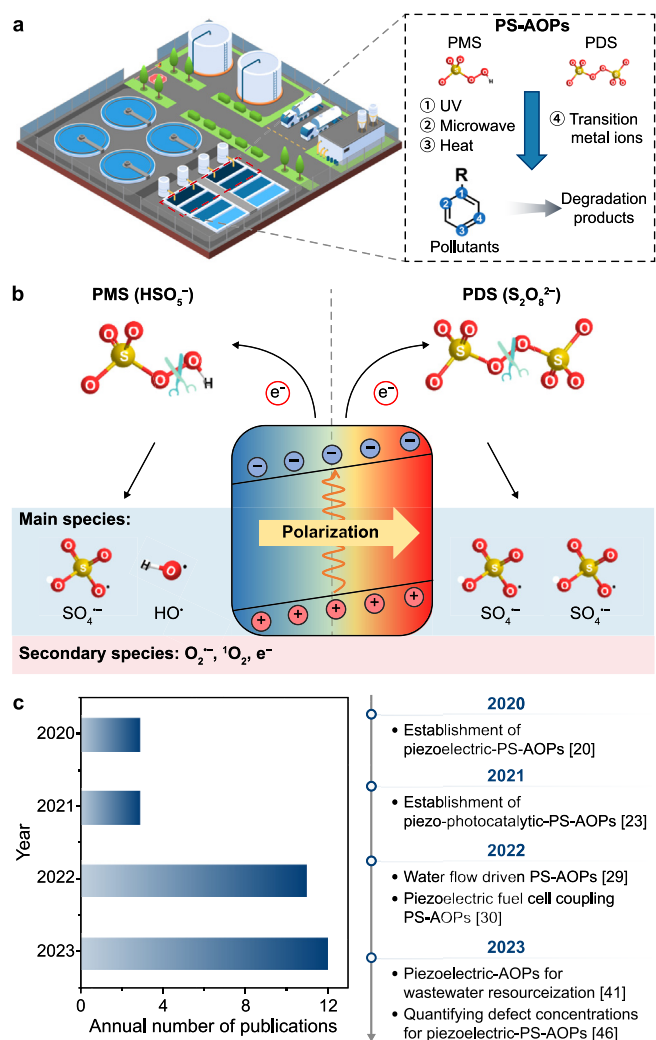 a
PS-AOPs
PMS
PDS
① UV
② Microwave
③ Heat
④ Transition
metal ions
R
1
2
3
4
Pollutants
Degradation
products
b
PMS (HSO₅⁻)
PDS (S₂O₈²⁻)
O
O
S
O
O
O
H
O
O
S
O
O
O
S
O
O
O
e⁻
e⁻
− − − − −
Polarization
+ + + + +
Main species:
O
O
S
O
O
SO₄•⁻
H
O
HO•
O
O
S
O
O
SO₄•⁻
O
O
S
O
O
SO₄•⁻
Secondary species: O₂•⁻, ¹O₂, e⁻
c
Year
2020
2021
2022
2023
0 4 8 12
Annual number of publications
2020
• Establishment of
piezoelectric-PS-AOPs [20]
2021
• Establishment of
piezo-photocatalytic-PS-AOPs [23]
2022
• Water flow driven PS-AOPs [29]
• Piezoelectric fuel cell coupling
PS-AOPs [30]
2023
• Piezoelectric-AOPs for
wastewater resourceization [41]
• Quantifying defect concentrations
for piezoelectric-PS-AOPs [46]